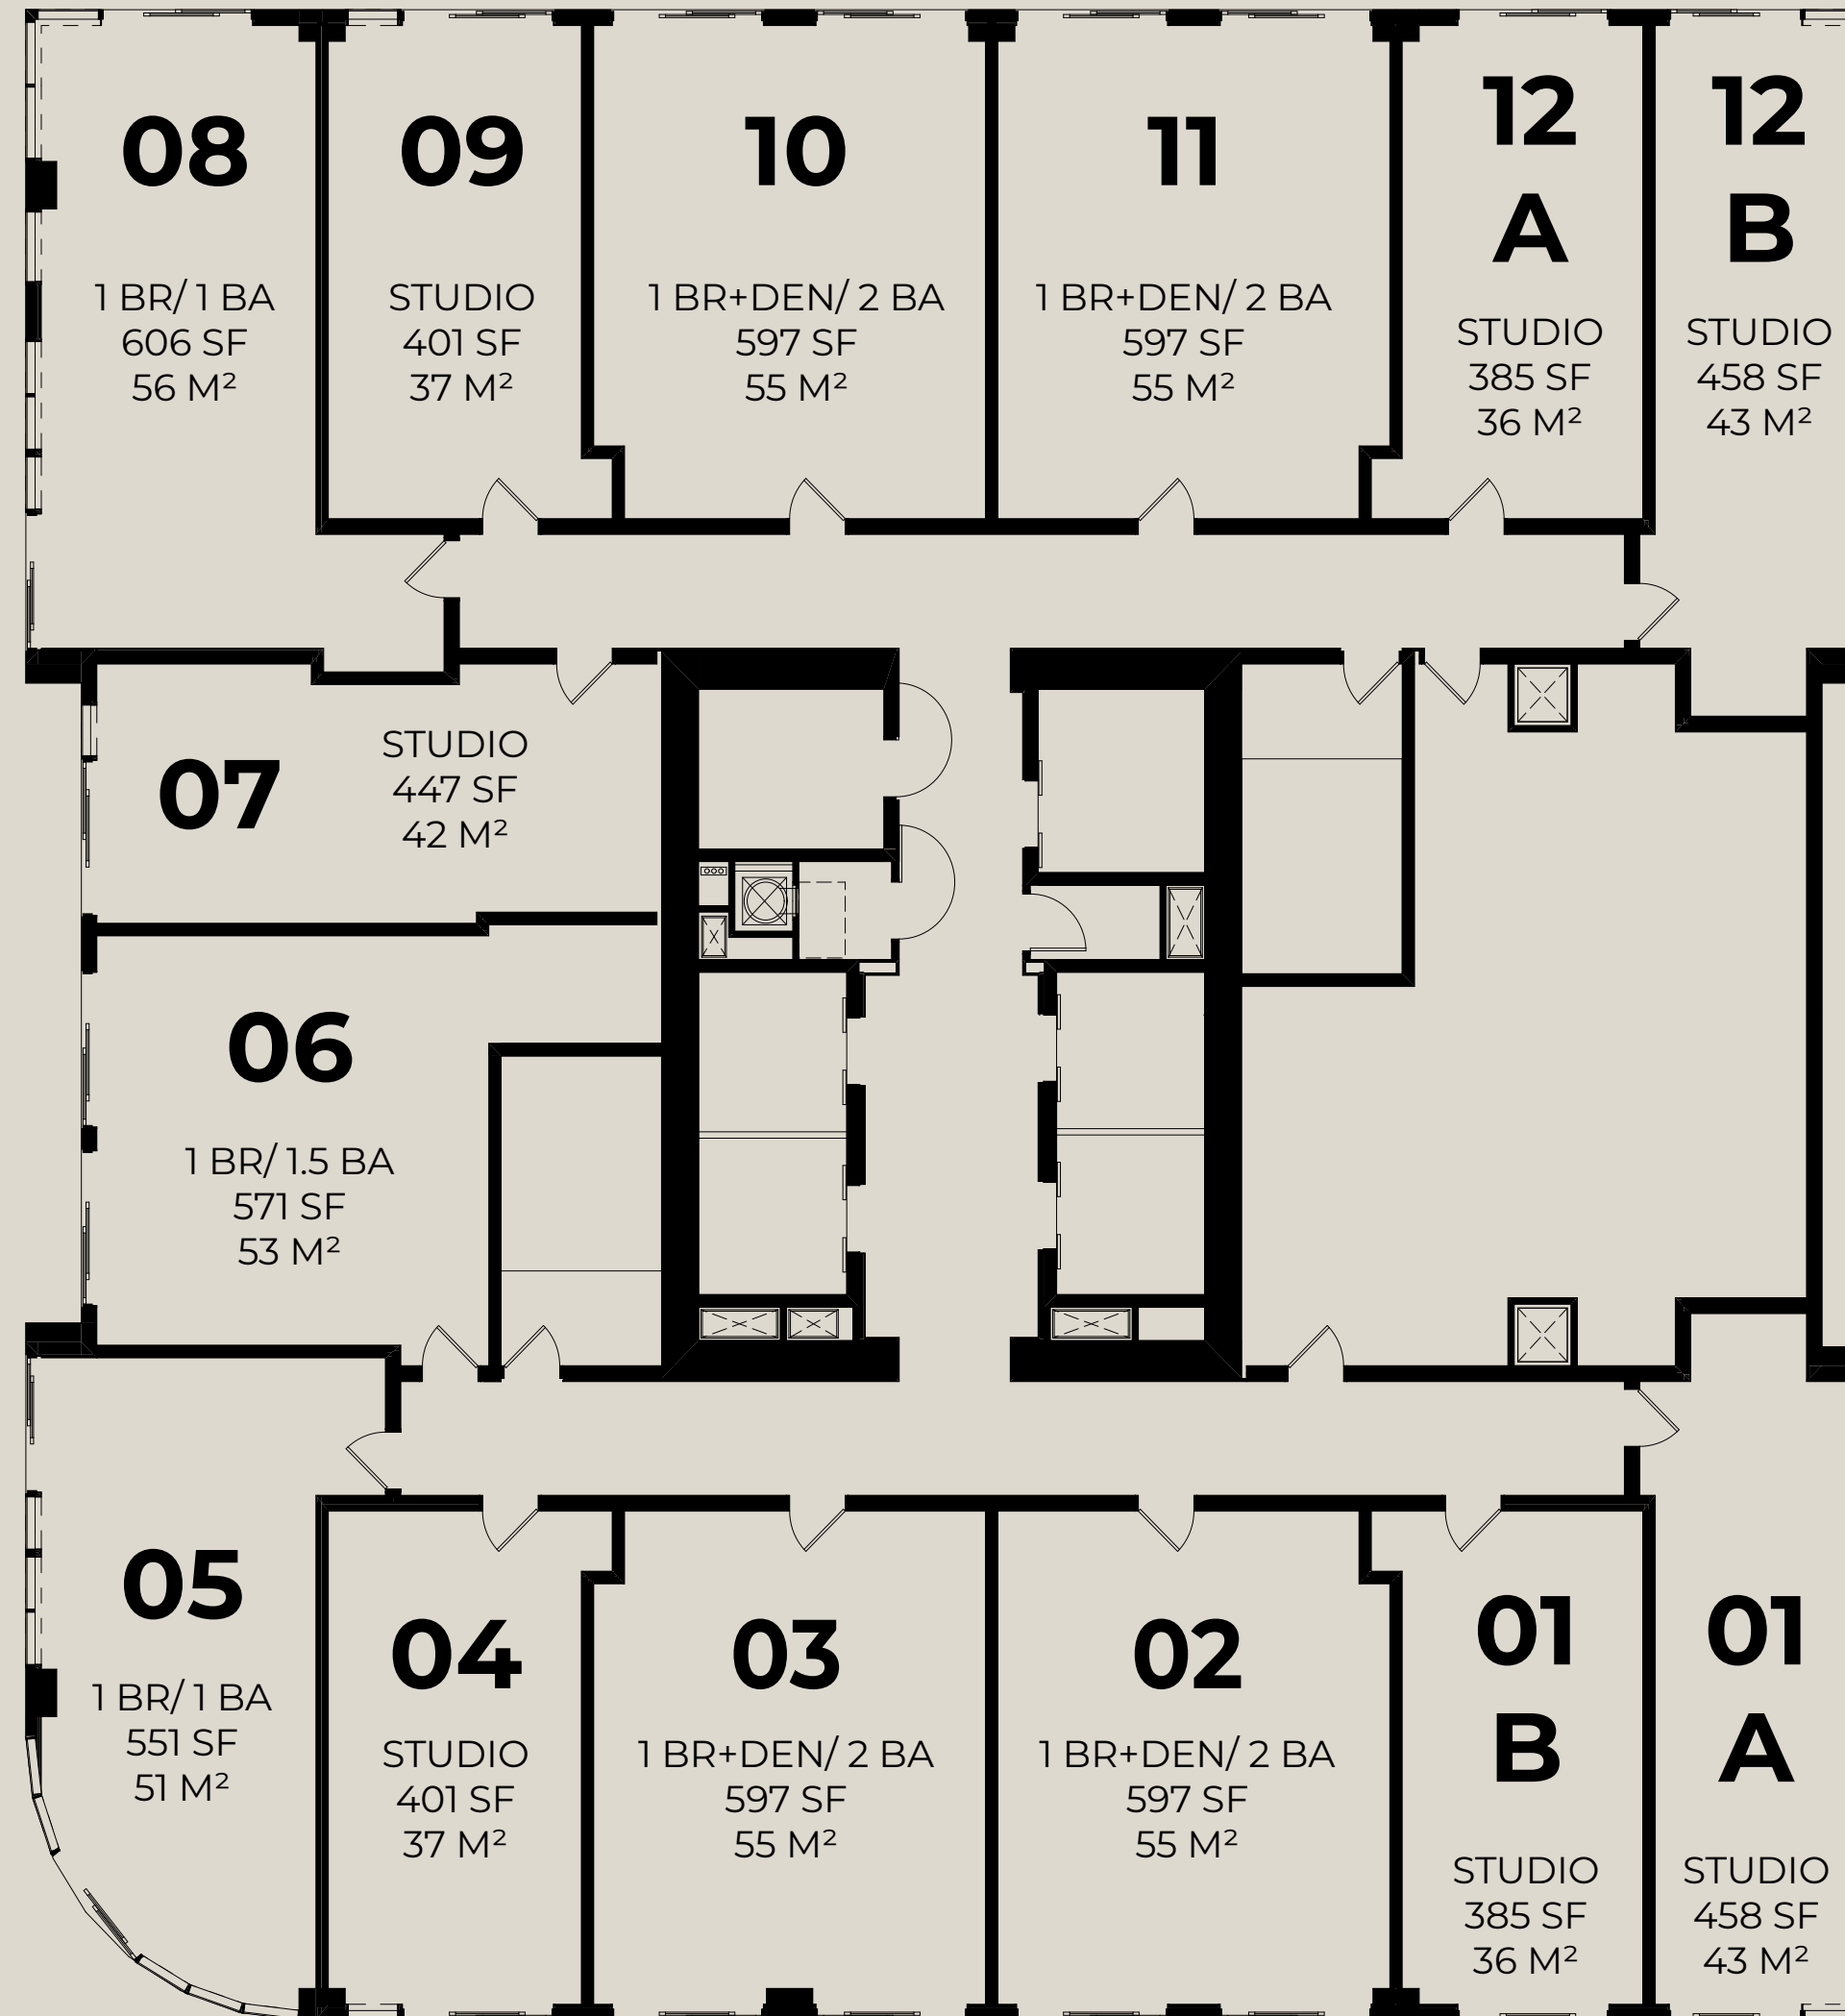 08
1 BR/ 1 BA
606 SF
56 M²
09
STUDIO
401 SF
37 M²
10
1 BR+DEN/ 2 BA
597 SF
55 M²
11
1 BR+DEN/ 2 BA
597 SF
55 M²
12
A
STUDIO
385 SF
36 M²
12
B
STUDIO
458 SF
43 M²
07
STUDIO
447 SF
42 M²
06
1 BR/ 1.5 BA
571 SF
53 M²
05
1 BR/ 1 BA
551 SF
51 M²
04
STUDIO
401 SF
37 M²
03
1 BR+DEN/ 2 BA
597 SF
55 M²
02
1 BR+DEN/ 2 BA
597 SF
55 M²
01
B
STUDIO
385 SF
36 M²
01
A
STUDIO
458 SF
43 M²